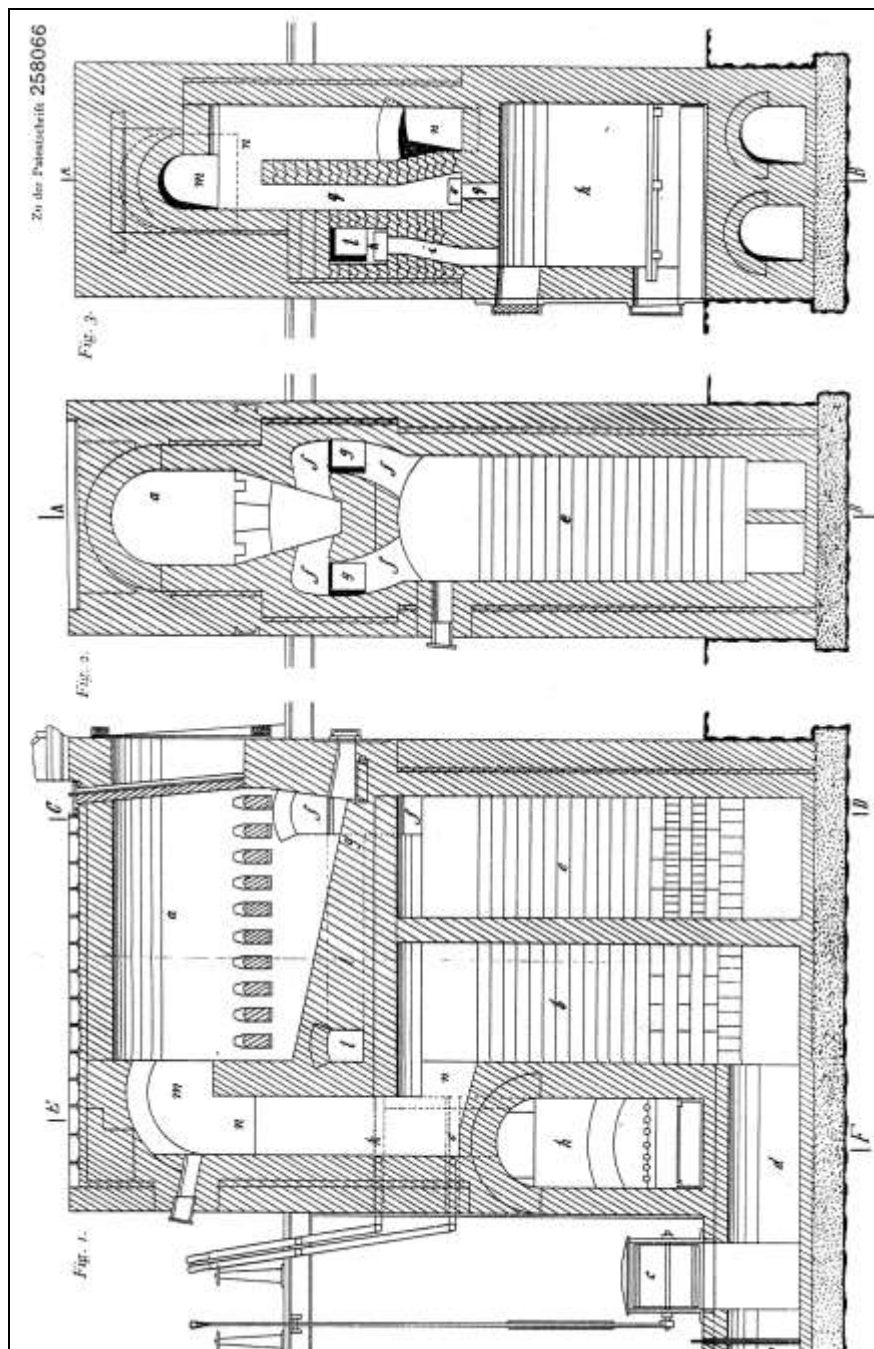 Zu der Patentschrift 258066
Fig. 1.
E
C
m
n
a
f
g
l
l
n
h
o
k
b
e
f
c
d
F
D
Fig. 2.
A
a
f
f
g
g
f
f
e
B
Fig. 3.
A
m
n
n
g
l
h
i
o
g
k
B